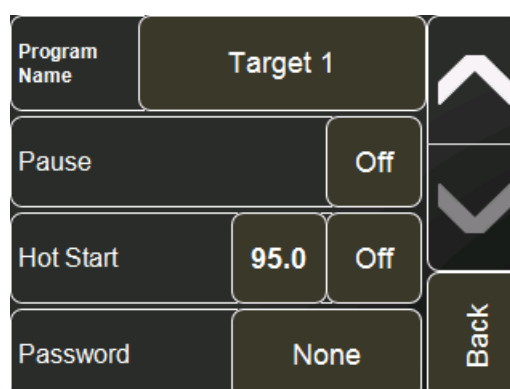 Program
Name
Target 1
Pause
Off
Hot Start
95.0
Off
Password
None
Back